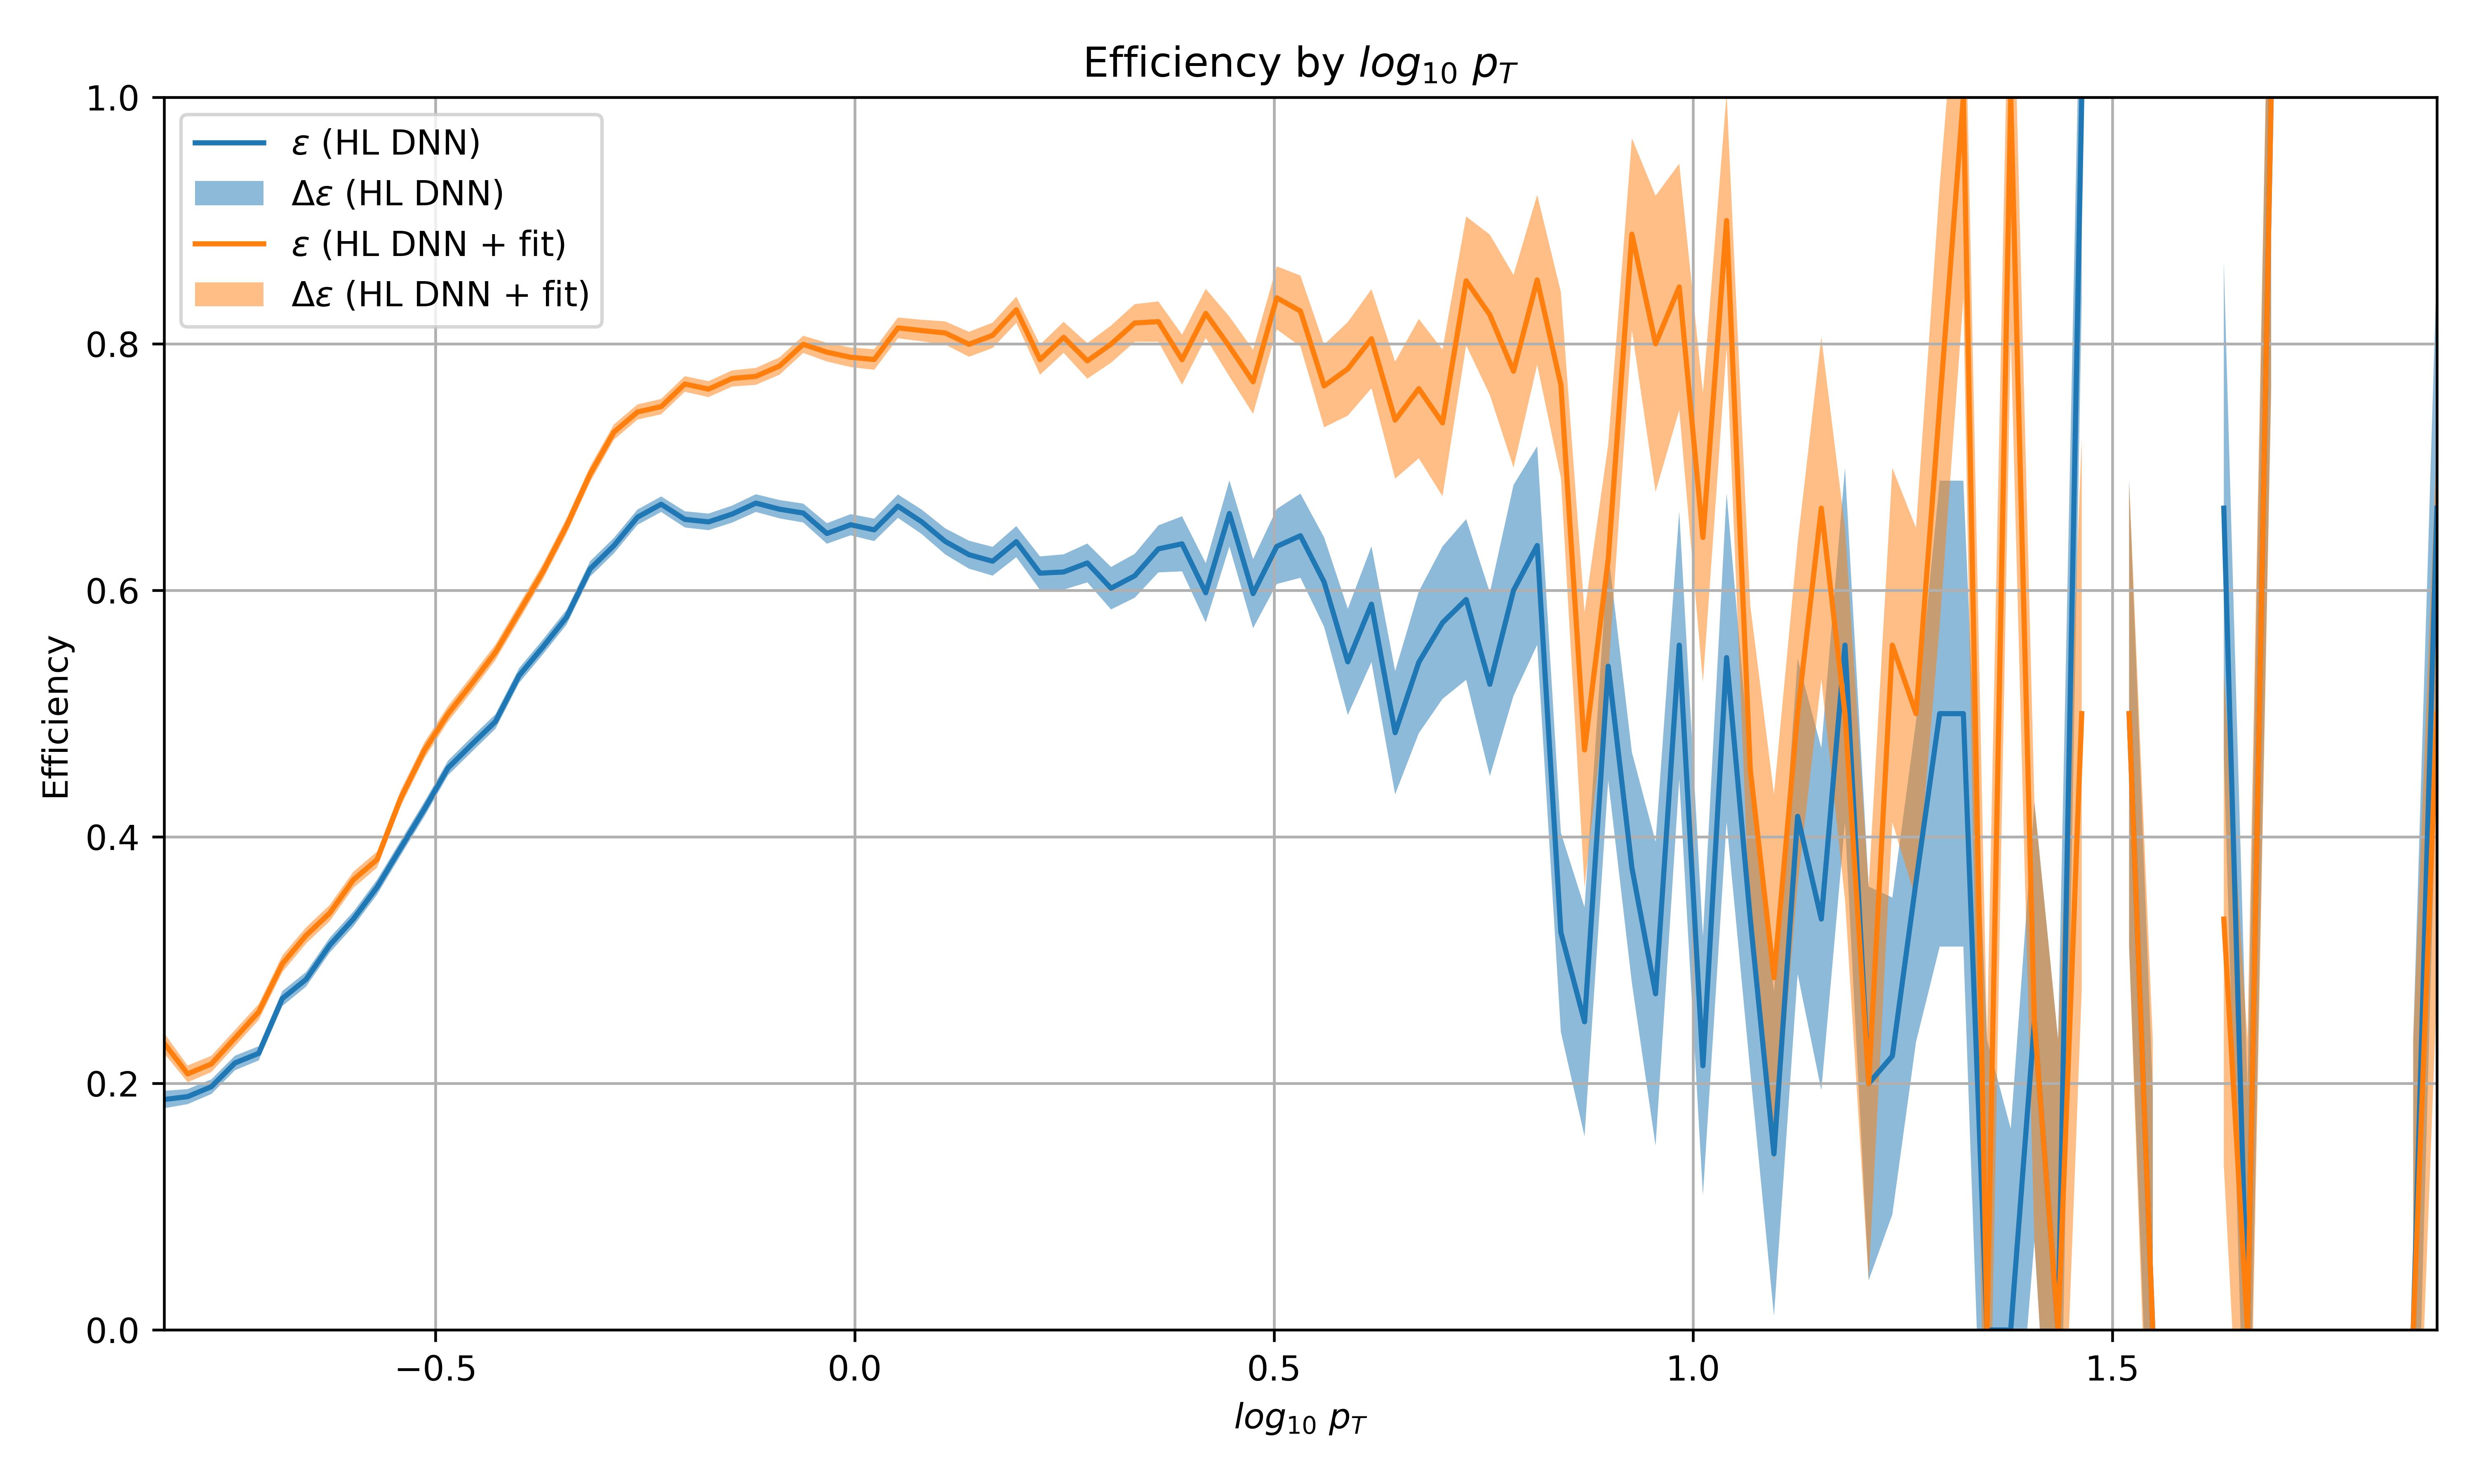 Efficiency by log₁₀ p_T
ε (HL DNN)
Δε (HL DNN)
ε (HL DNN + fit)
Δε (HL DNN + fit)
1.0
0.8
0.6
0.4
0.2
0.0
Efficiency
−0.5 0.0 0.5 1.0 1.5
log₁₀ p_T